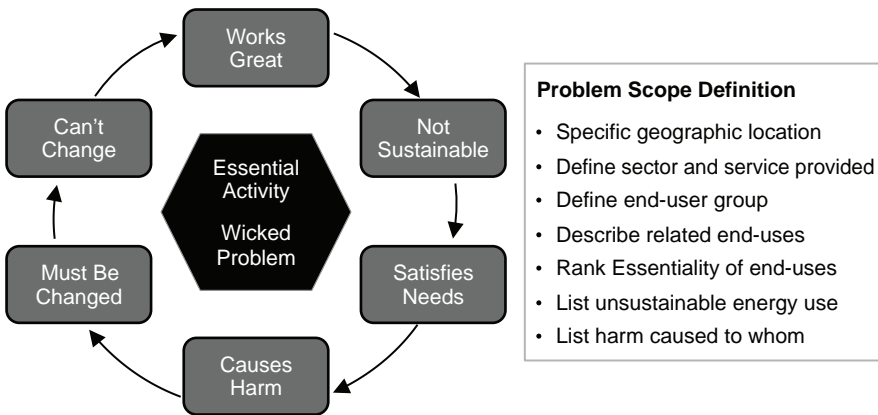 Works
Great
Not
Sustainable
Satisfies
Needs
Causes
Harm
Must Be
Changed
Can't
Change
Essential
Activity
Wicked
Problem
Problem Scope Definition
• Specific geographic location
• Define sector and service provided
• Define end-user group
• Describe related end-uses
• Rank Essentiality of end-uses
• List unsustainable energy use
• List harm caused to whom